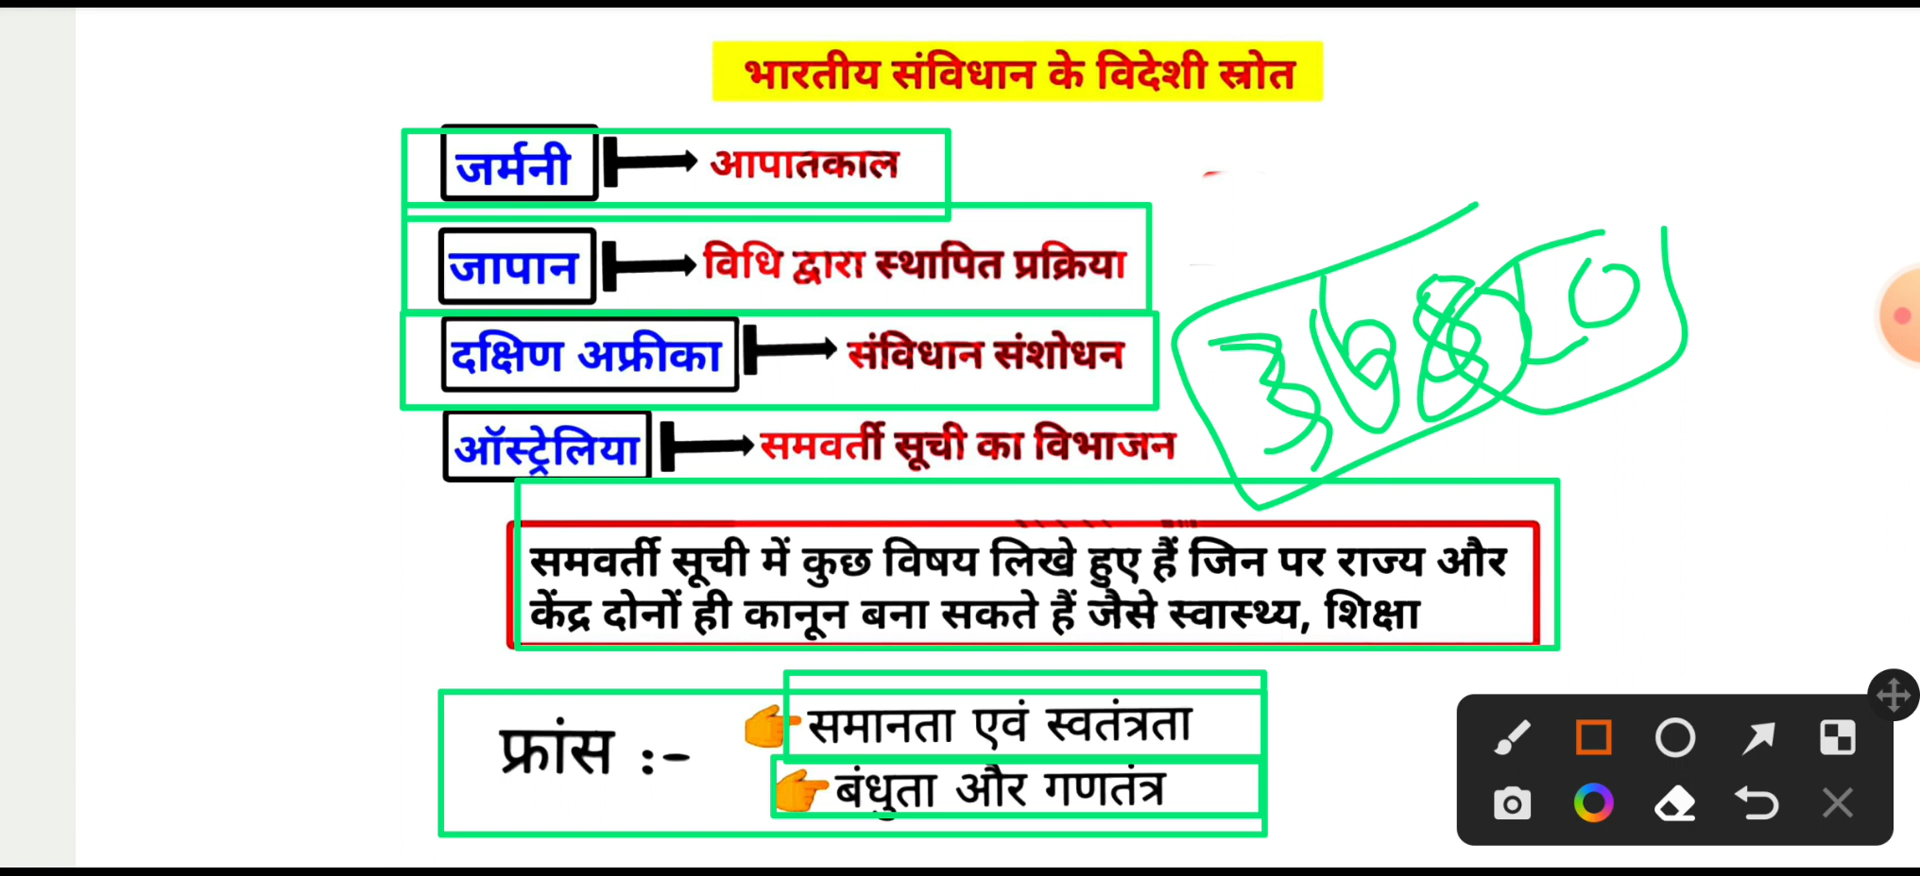 भारतीय संविधान के विदेशी स्रोत
जर्मनी आपातकाल
जापान विधि द्वारा स्थापित प्रक्रिया
दक्षिण अफ्रीका संविधान संशोधन
ऑस्ट्रेलिया समवर्ती सूची का विभाजन
समवर्ती सूची में कुछ विषय लिखे हुए हैं जिन पर राज्य और
केंद्र दोनों ही कानून बना सकते हैं जैसे स्वास्थ्य, शिक्षा
फ्रांस :- समानता एवं स्वतंत्रता
बंधुता और गणतंत्र